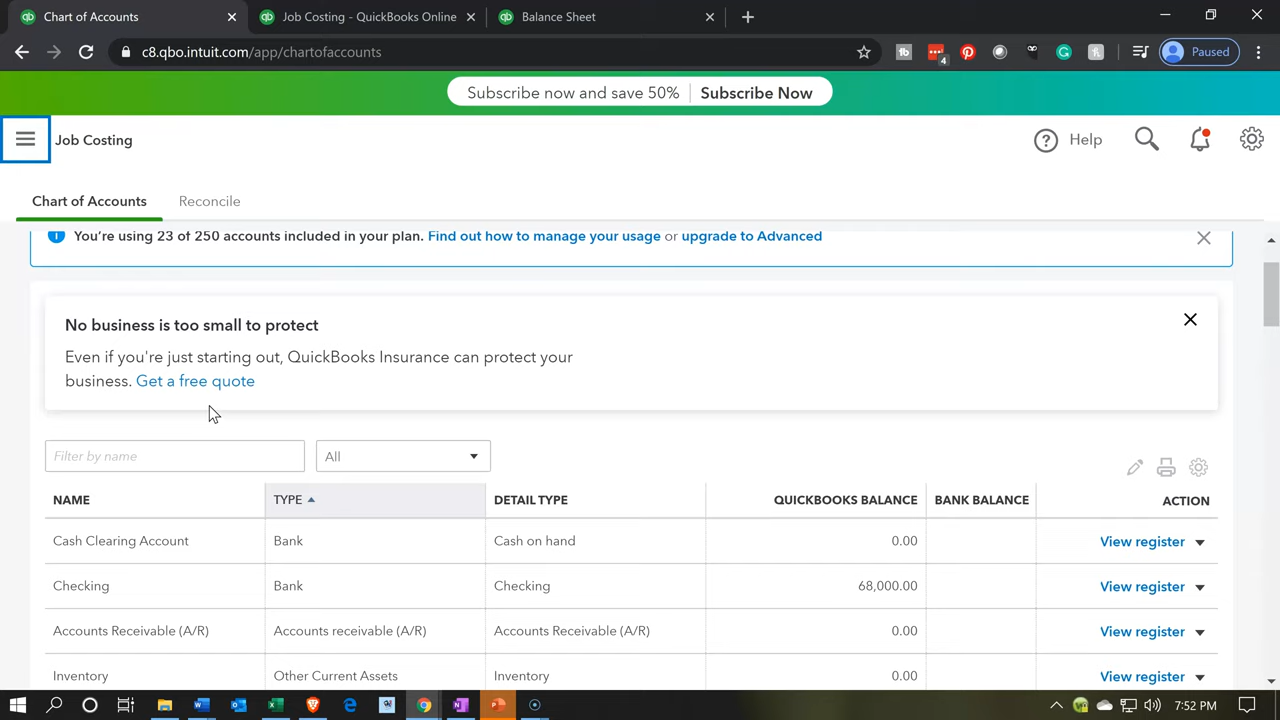 Chart of Accounts
Job Costing - QuickBooks Online
Balance Sheet
c8.qbo.intuit.com/app/chartofaccounts
4
Paused
Subscribe now and save 50%
Subscribe Now
Job Costing
Help
Chart of Accounts
Reconcile
You're using 23 of 250 accounts included in your plan. Find out how to manage your usage or upgrade to Advanced
No business is too small to protect
Even if you're just starting out, QuickBooks Insurance can protect your
business. Get a free quote
Filter by name
All
NAME TYPE DETAIL TYPE QUICKBOOKS BALANCE BANK BALANCE ACTION
Cash Clearing Account Bank Cash on hand 0.00 View register
Checking Bank Checking 68,000.00 View register
Accounts Receivable (A/R) Accounts receivable (A/R) Accounts Receivable (A/R) 0.00 View register
Inventory Other Current Assets Inventory 0.00 View register
7:52 PM